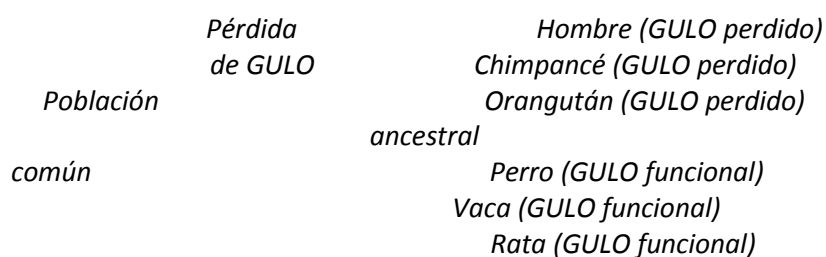 Pérdida Hombre (GULO perdido)
de GULO Chimpancé (GULO perdido)
Población Orangután (GULO perdido)
ancestral
común Perro (GULO funcional)
Vaca (GULO funcional)
Rata (GULO funcional)